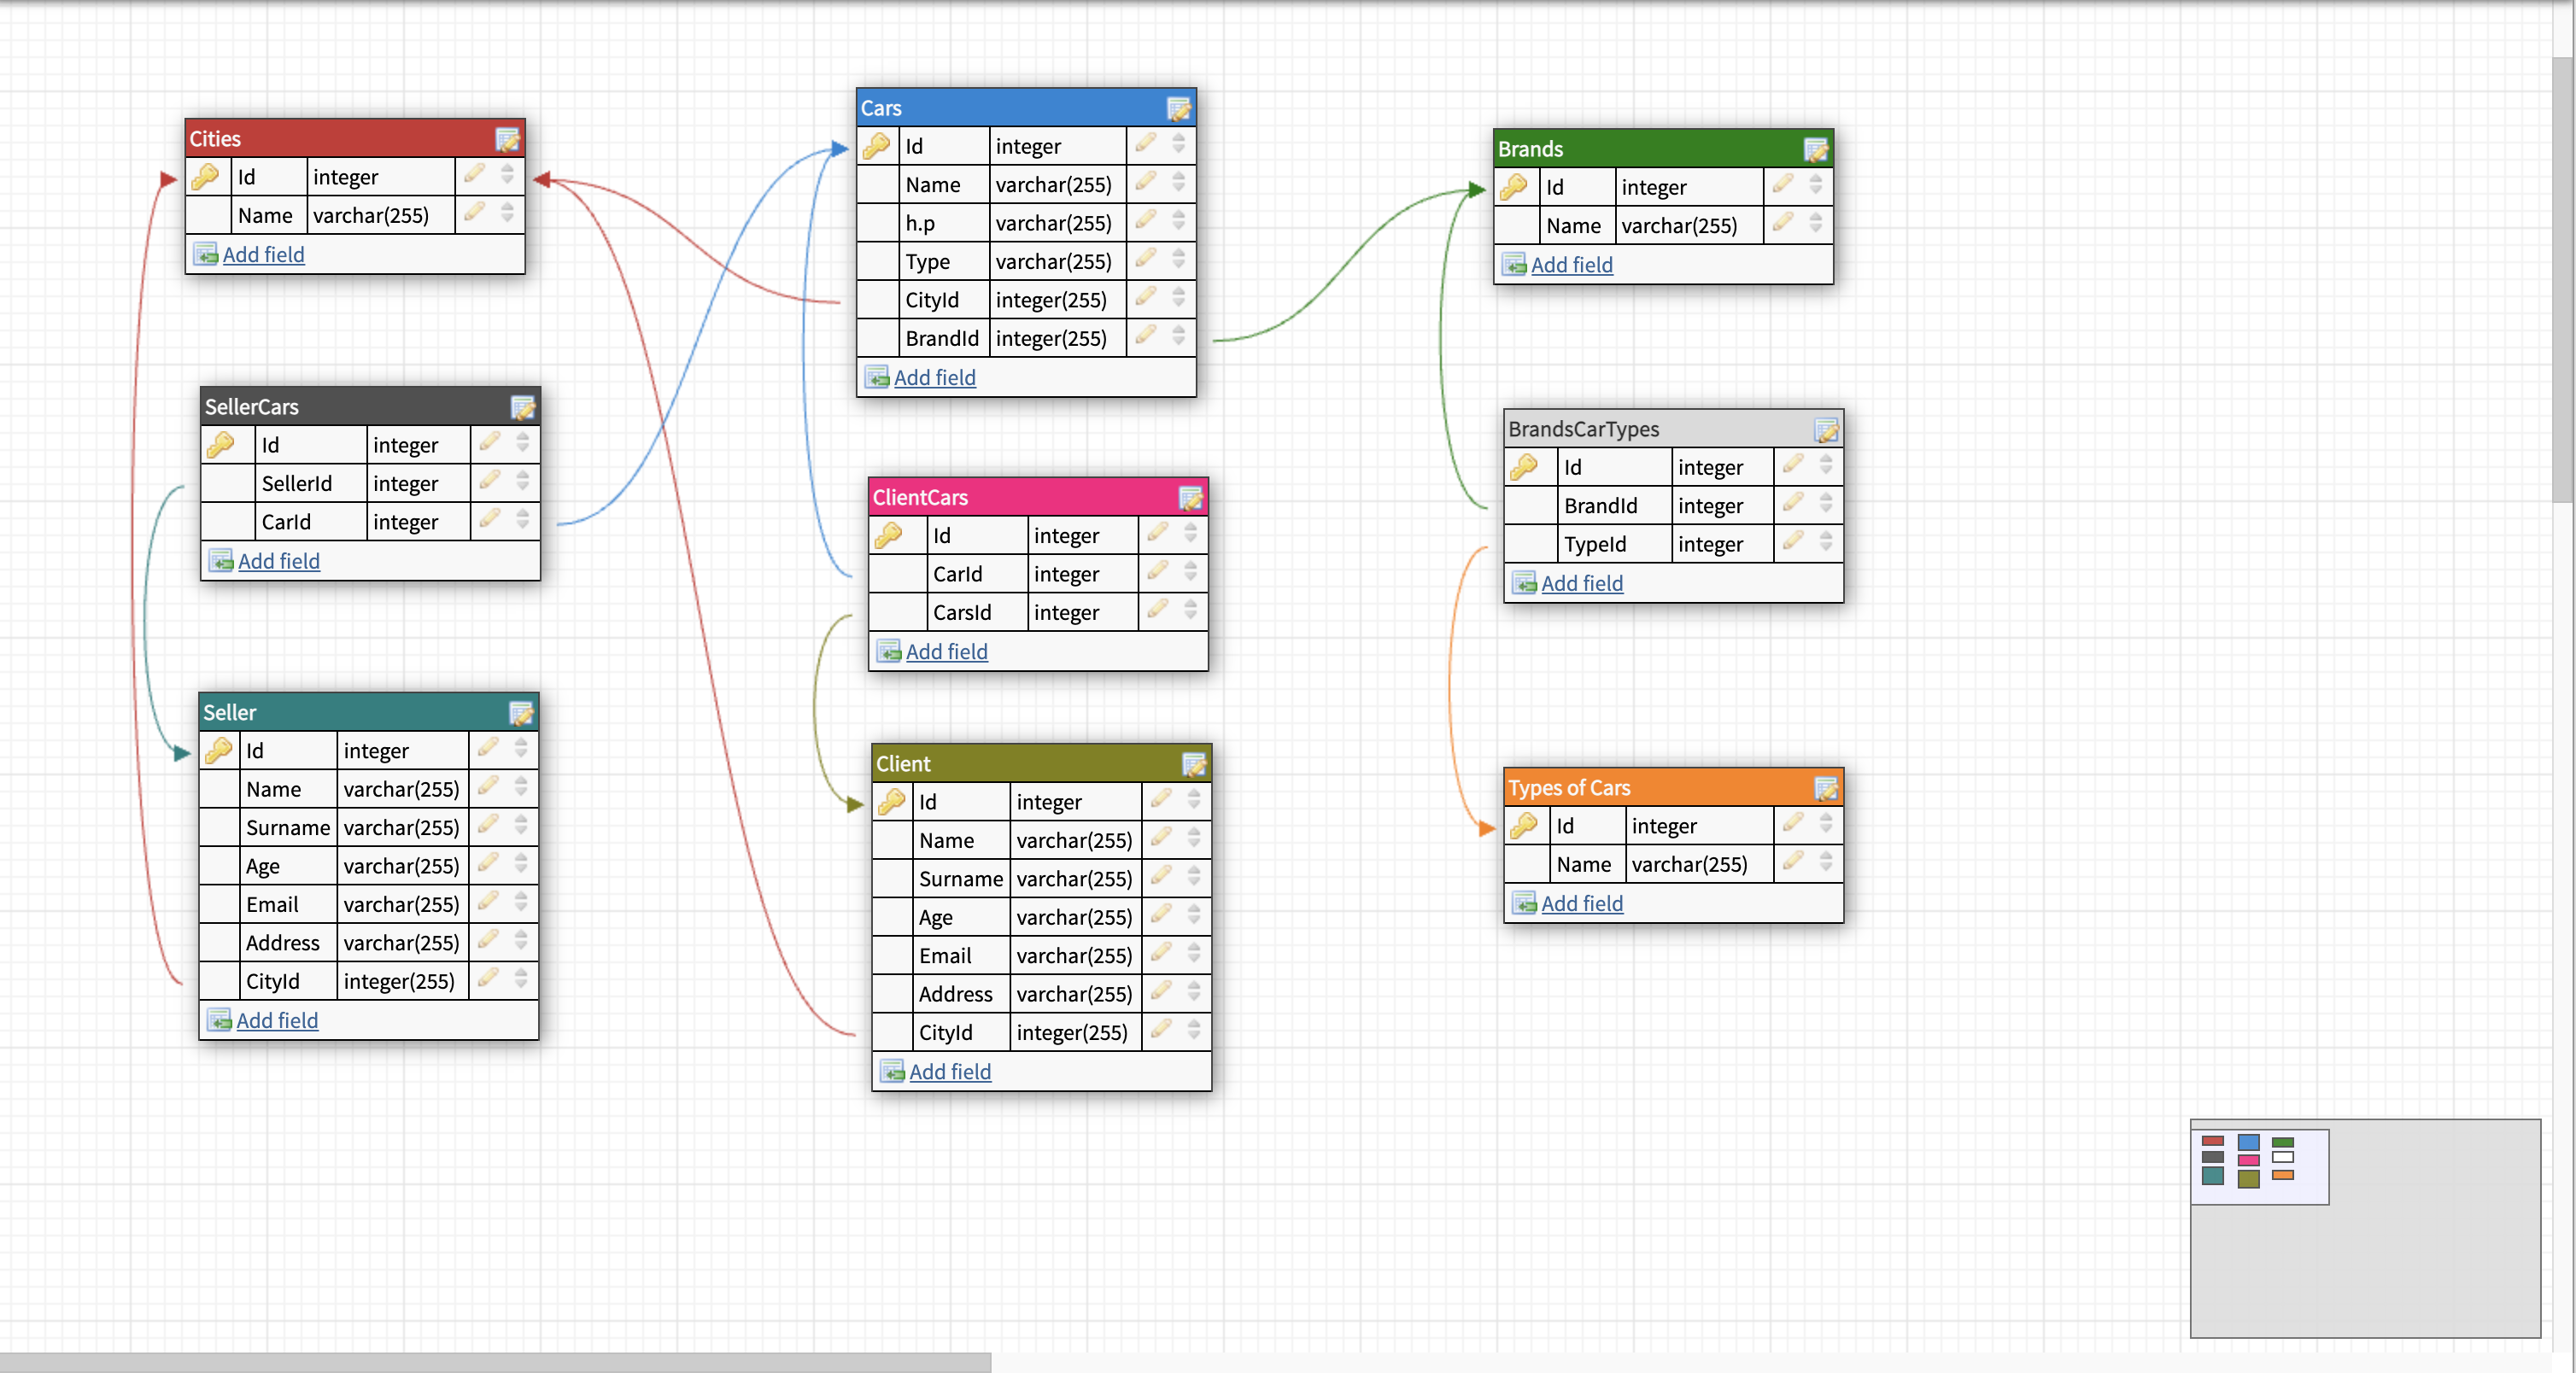 Cities
Id integer
Name varchar(255)
Add field
SellerCars
Id integer
SellerId integer
CarId integer
Add field
Seller
Id integer
Name varchar(255)
Surname varchar(255)
Age varchar(255)
Email varchar(255)
Address varchar(255)
CityId integer(255)
Add field
Cars
Id integer
Name varchar(255)
h.p varchar(255)
Type varchar(255)
CityId integer(255)
BrandId integer(255)
Add field
ClientCars
Id integer
CarId integer
CarsId integer
Add field
Client
Id integer
Name varchar(255)
Surname varchar(255)
Age varchar(255)
Email varchar(255)
Address varchar(255)
CityId integer(255)
Add field
Brands
Id integer
Name varchar(255)
Add field
BrandsCarTypes
Id integer
BrandId integer
TypeId integer
Add field
Types of Cars
Id integer
Name varchar(255)
Add field